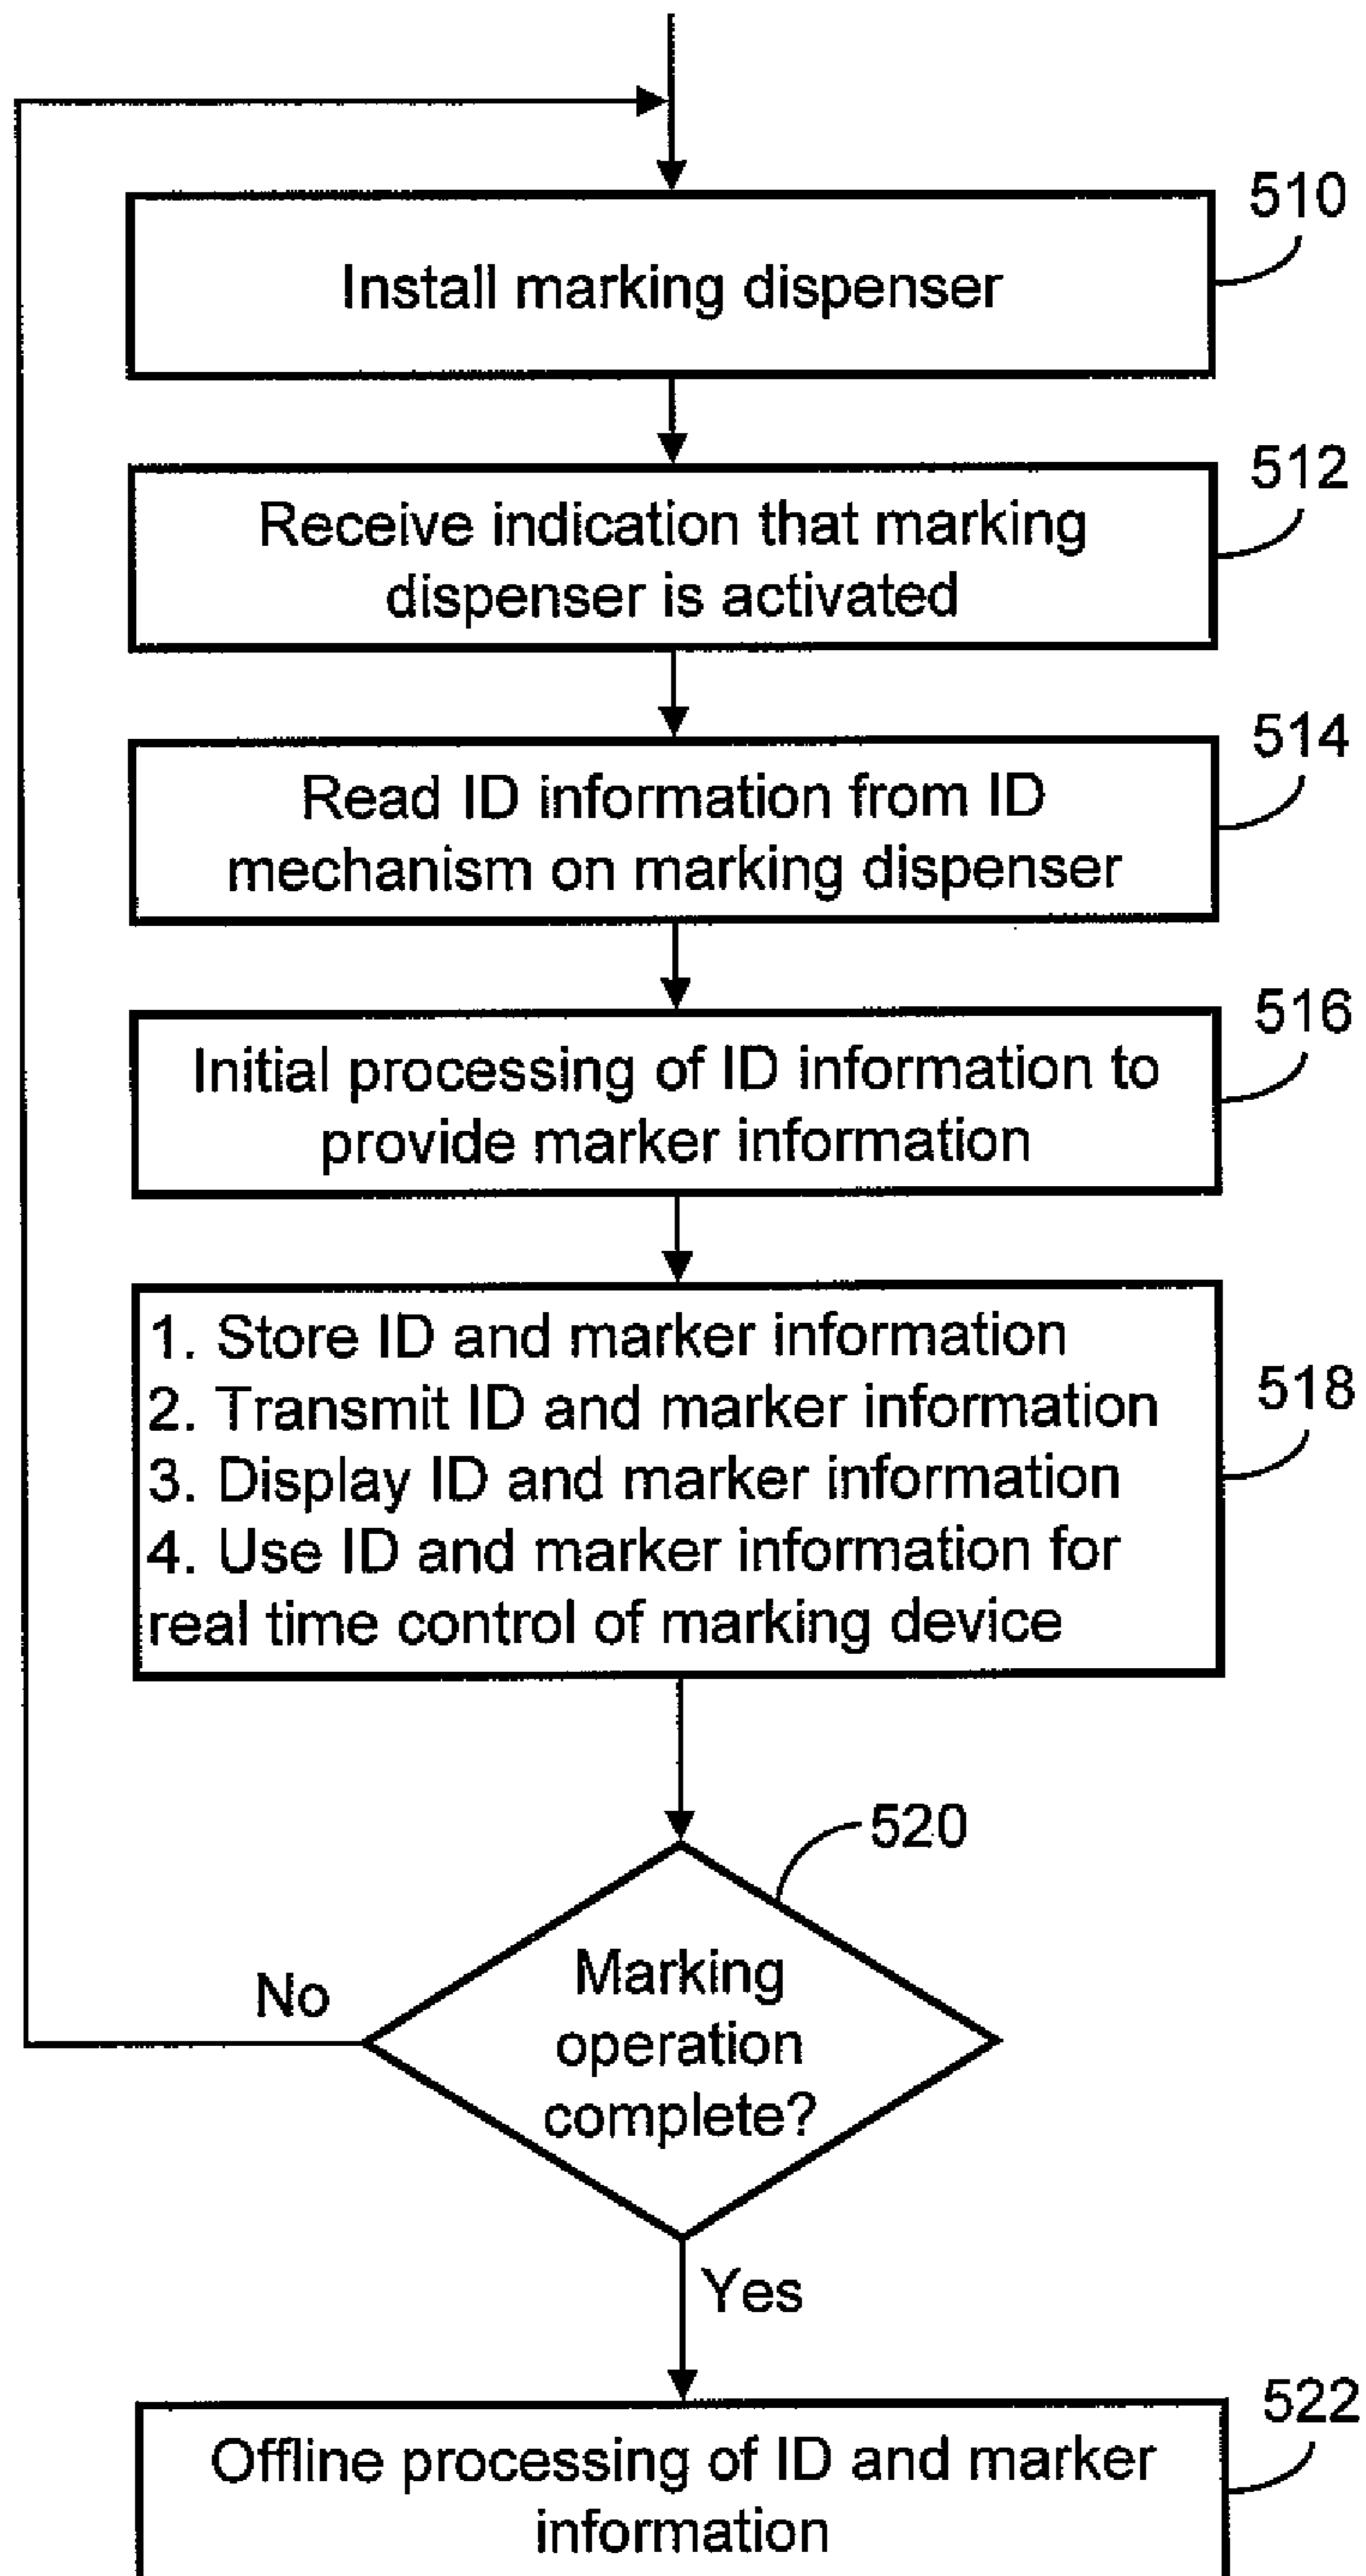 510
Install marking dispenser
512
Receive indication that marking
dispenser is activated
514
Read ID information from ID
mechanism on marking dispenser
516
Initial processing of ID information to
provide marker information
518
1. Store ID and marker information
2. Transmit ID and marker information
3. Display ID and marker information
4. Use ID and marker information for
real time control of marking device
520
Marking
operation
complete?
No
Yes
522
Offline processing of ID and marker
information